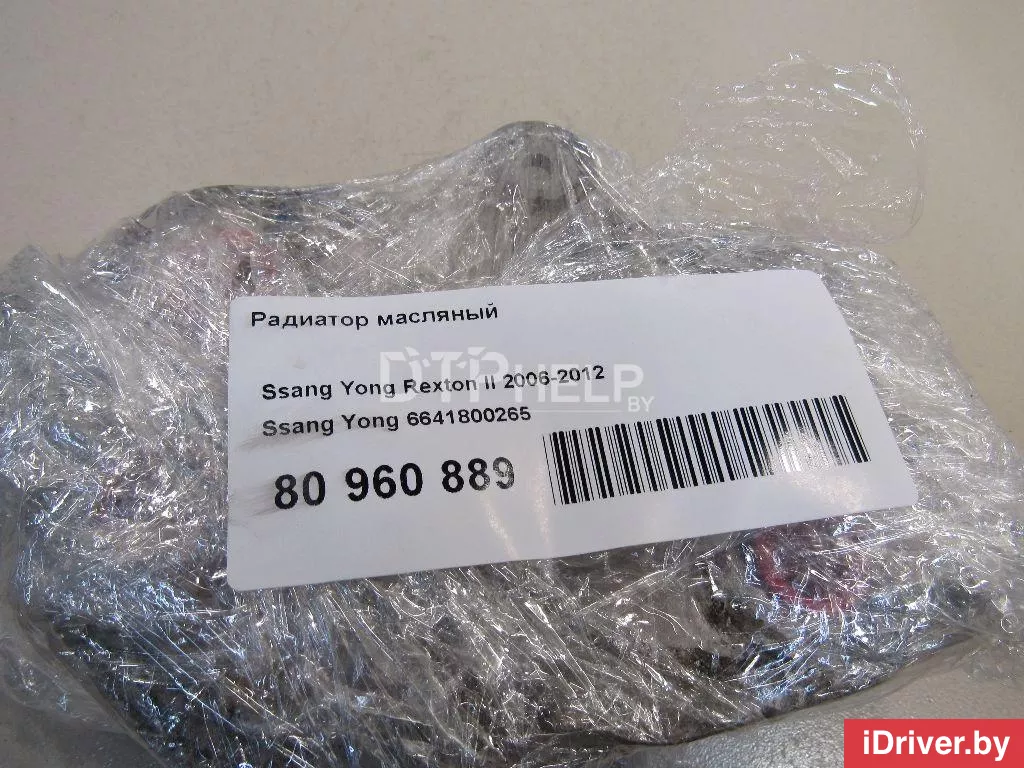 Радиатор масляный
DTPHELP
BY
Ssang Yong Rexton II 2006-2012
Ssang Yong 6641800265
80 960 889
iDriver.by